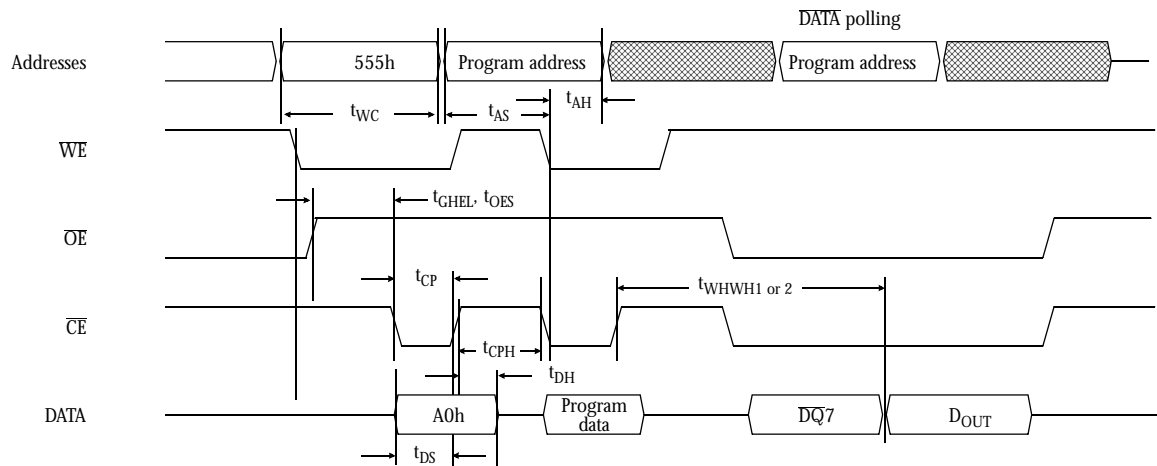 DATA polling
Addresses 555h Program address Program address
tWC tAS tAH
WE
tGHEL, tOES
OE
tCP tWHWH1 or 2
CE
tCPH
tDH
DATA A0h Program data DQ7 DOUT
tDS